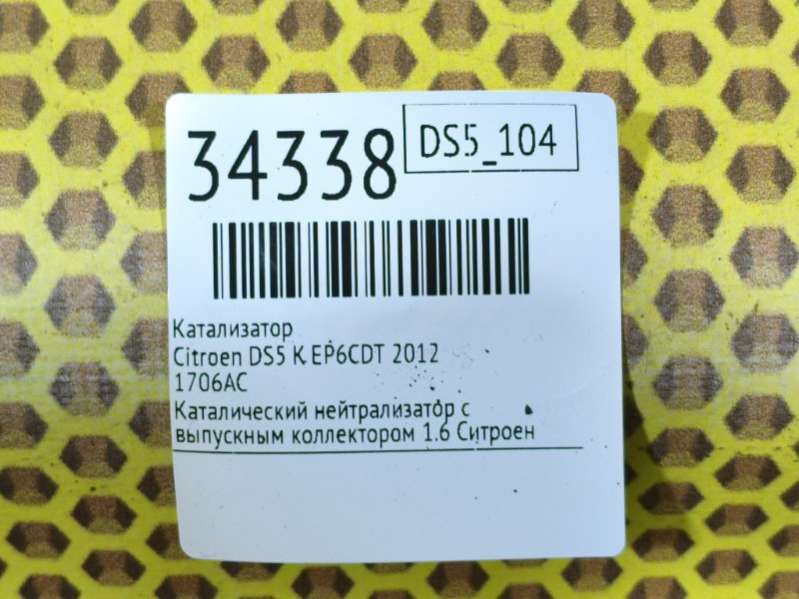 34338
DS5_104
Катализатор
Citroen DS5 K EP6CDT 2012
1706AC
Каталический нейтрализатор с
выпускным коллектором 1.6 Ситроен